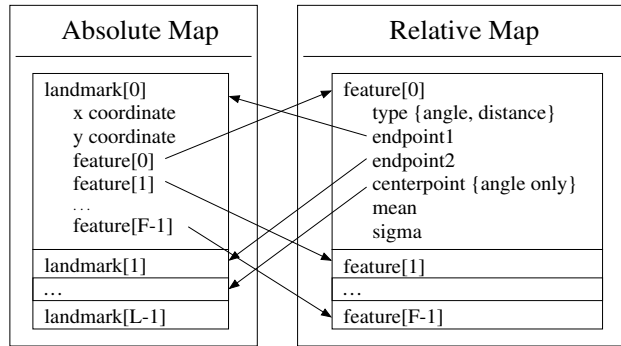 Absolute Map
landmark[0]
x coordinate
y coordinate
feature[0]
feature[1]
...
feature[F-1]
landmark[1]
...
landmark[L-1]
Relative Map
feature[0]
type {angle, distance}
endpoint1
endpoint2
centerpoint {angle only}
mean
sigma
feature[1]
...
feature[F-1]